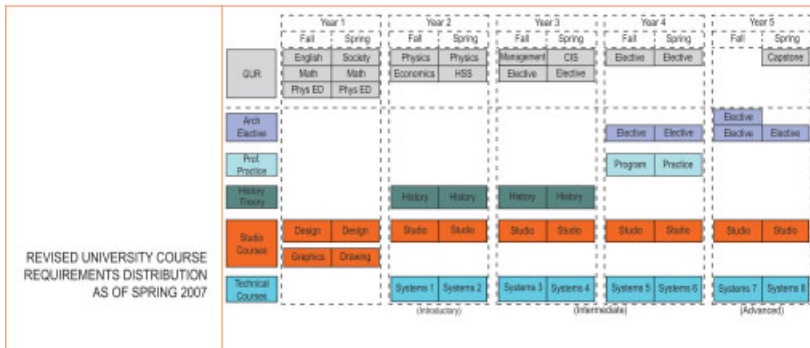 Year 1 Year 2 Year 3 Year 4 Year 5
Fall Spring Fall Spring Fall Spring Fall Spring Fall Spring
GUR
English Society Physics Physics Management CIS Elective Elective Capstone
Math Math Economics HSS Elective Elective
Phys ED Phys ED
Arch
Elective
Elective
Elective Elective Elective Elective
Prof.
Practice
Program Practice
History
Theory
History History History History
Studio
Courses
Design Design Studio Studio Studio Studio Studio Studio Studio Studio
Graphics Drawing
REVISED UNIVERSITY COURSE
REQUIREMENTS DISTRIBUTION
AS OF SPRING 2007
Technical
Courses
Systems 1 Systems 2 Systems 3 Systems 4 Systems 5 Systems 6 Systems 7 Systems 8
(Introductory) (Intermediate) (Advanced)